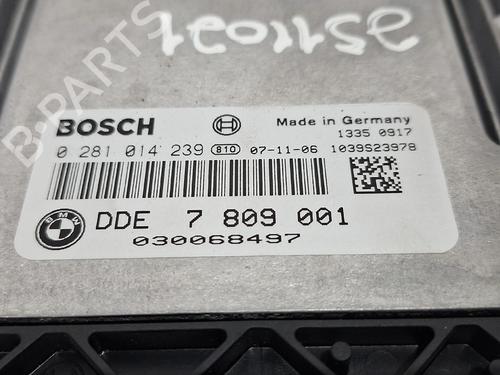 BOSCH
Made in Germany
1335 0917
0 281 014 239 810 07-11-06 1039S23978
BMW
DDE 7 809 001
030068497
B-PARTS